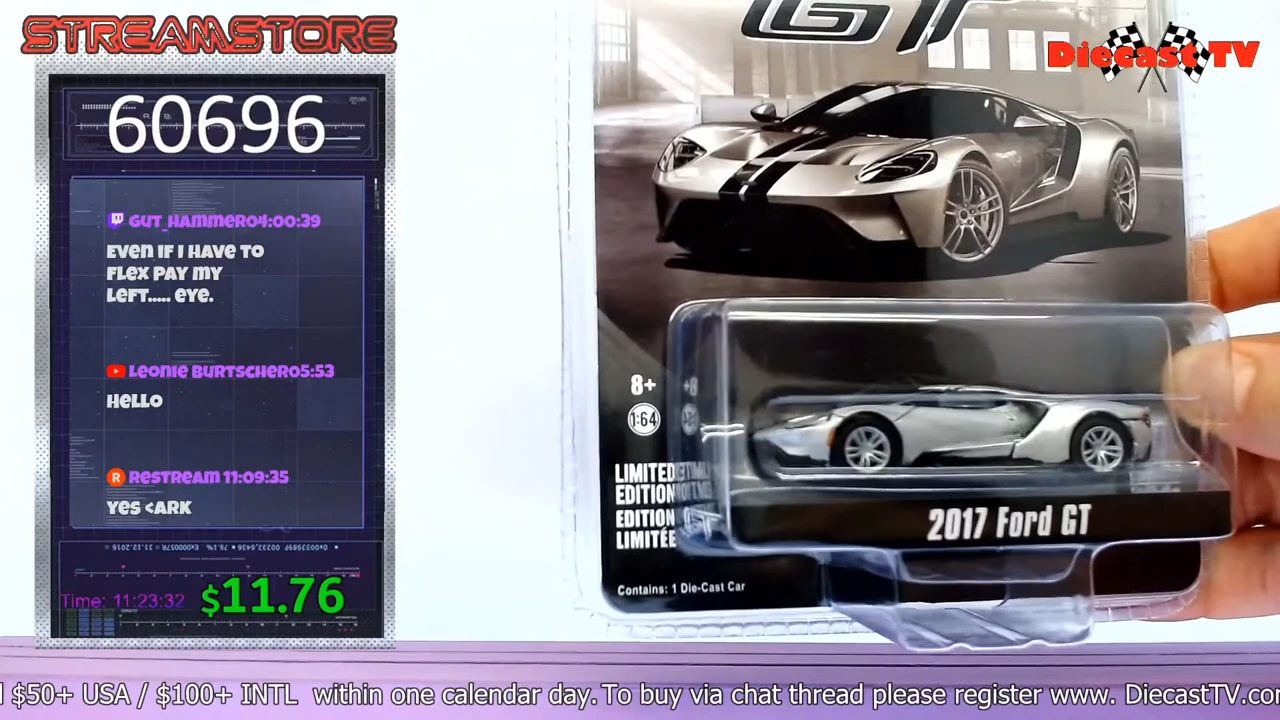 STREAMSTORE
60696
GUT_HAMMER04:00:39
EVEN IF I HAVE TO
FLEX PAY MY
LEFT..... EYE.
LEONIE BURTSCHER05:53
HELLO
RESTREAM 11:09:35
YES <ARK
Time: 11:23:32
$11.76
GT
Diecast TV
8+
1:64
LIMITED
EDITION
EDITION
LIMITÉE
GT
2017 Ford GT
Contains: 1 Die-Cast Car
$50+ USA / $100+ INTL within one calendar day. To buy via chat thread please register www. DiecastTV.co